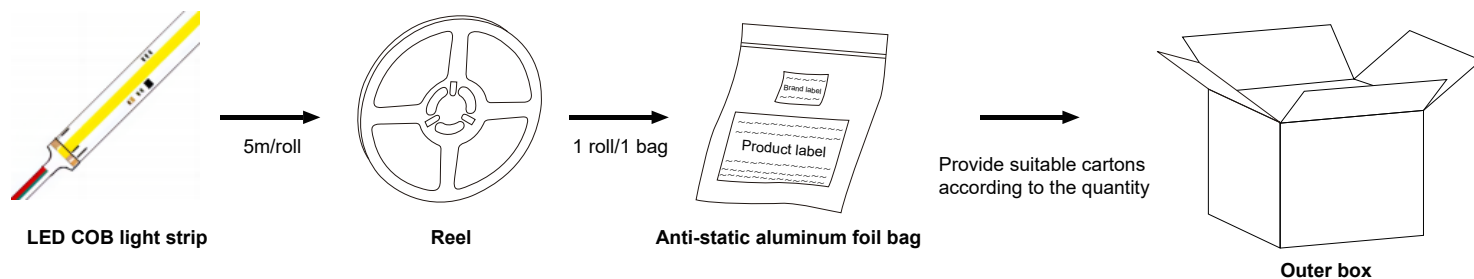 5m/roll
1 roll/1 bag
Brand label
Product label
Provide suitable cartons
according to the quantity
LED COB light strip
Reel
Anti-static aluminum foil bag
Outer box